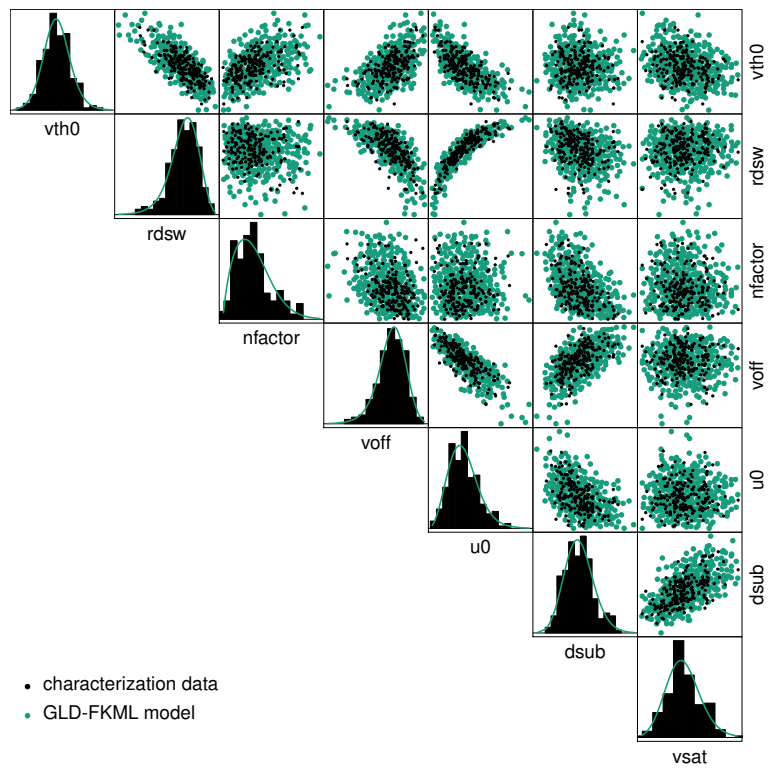 vth0
vth0
rdsw
rdsw
nfactor
nfactor
voff
voff
u0
u0
dsub
dsub
vsat
characterization data
GLD-FKML model